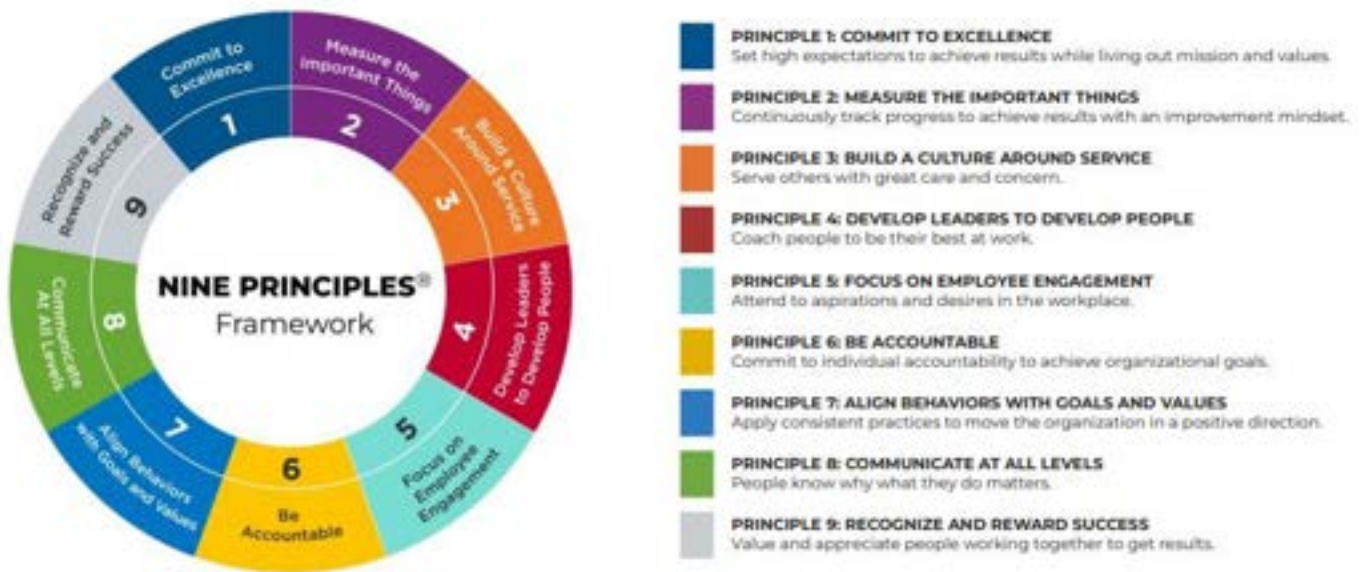 Commit to
Excellence
1
Measure the
Important Things
2
Build a Culture
Around Service
3
Develop Leaders
to Develop People
4
Focus on
Employee
Engagement
5
Be
Accountable
6
Align Behaviors
with Goals and Values
7
Communicate
At All Levels
8
Recognize and
Reward Success
9
NINE PRINCIPLES®
Framework
PRINCIPLE 1: COMMIT TO EXCELLENCE
Set high expectations to achieve results while living out mission and values.
PRINCIPLE 2: MEASURE THE IMPORTANT THINGS
Continuously track progress to achieve results with an improvement mindset.
PRINCIPLE 3: BUILD A CULTURE AROUND SERVICE
Serve others with great care and concern.
PRINCIPLE 4: DEVELOP LEADERS TO DEVELOP PEOPLE
Coach people to be their best at work.
PRINCIPLE 5: FOCUS ON EMPLOYEE ENGAGEMENT
Attend to aspirations and desires in the workplace.
PRINCIPLE 6: BE ACCOUNTABLE
Commit to individual accountability to achieve organizational goals.
PRINCIPLE 7: ALIGN BEHAVIORS WITH GOALS AND VALUES
Apply consistent practices to move the organization in a positive direction.
PRINCIPLE 8: COMMUNICATE AT ALL LEVELS
People know why what they do matters.
PRINCIPLE 9: RECOGNIZE AND REWARD SUCCESS
Value and appreciate people working together to get results.